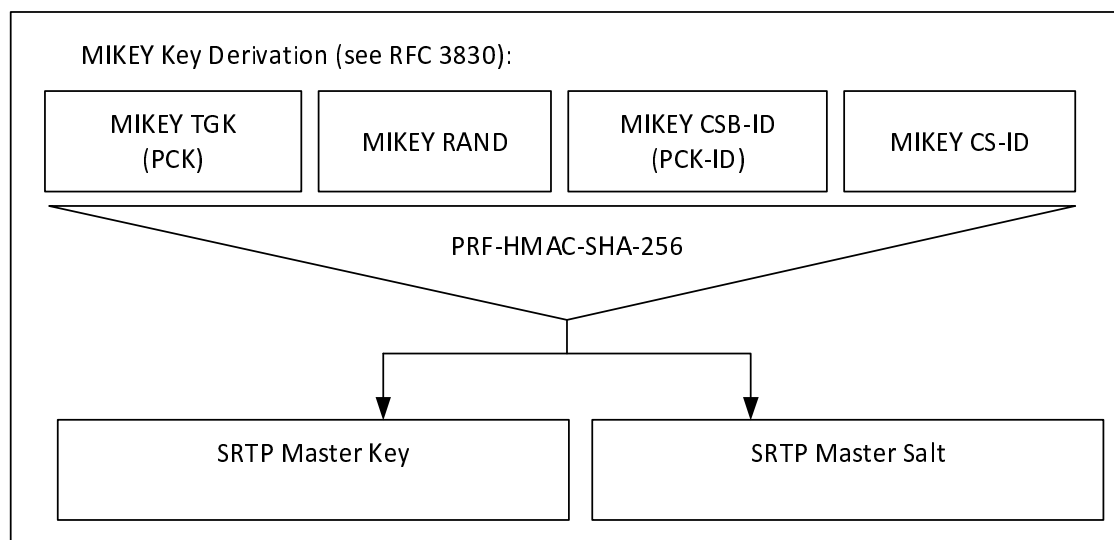 MIKEY Key Derivation (see RFC 3830):
MIKEY TGK
(PCK)
MIKEY RAND
MIKEY CSB-ID
(PCK-ID)
MIKEY CS-ID
PRF-HMAC-SHA-256
SRTP Master Key
SRTP Master Salt